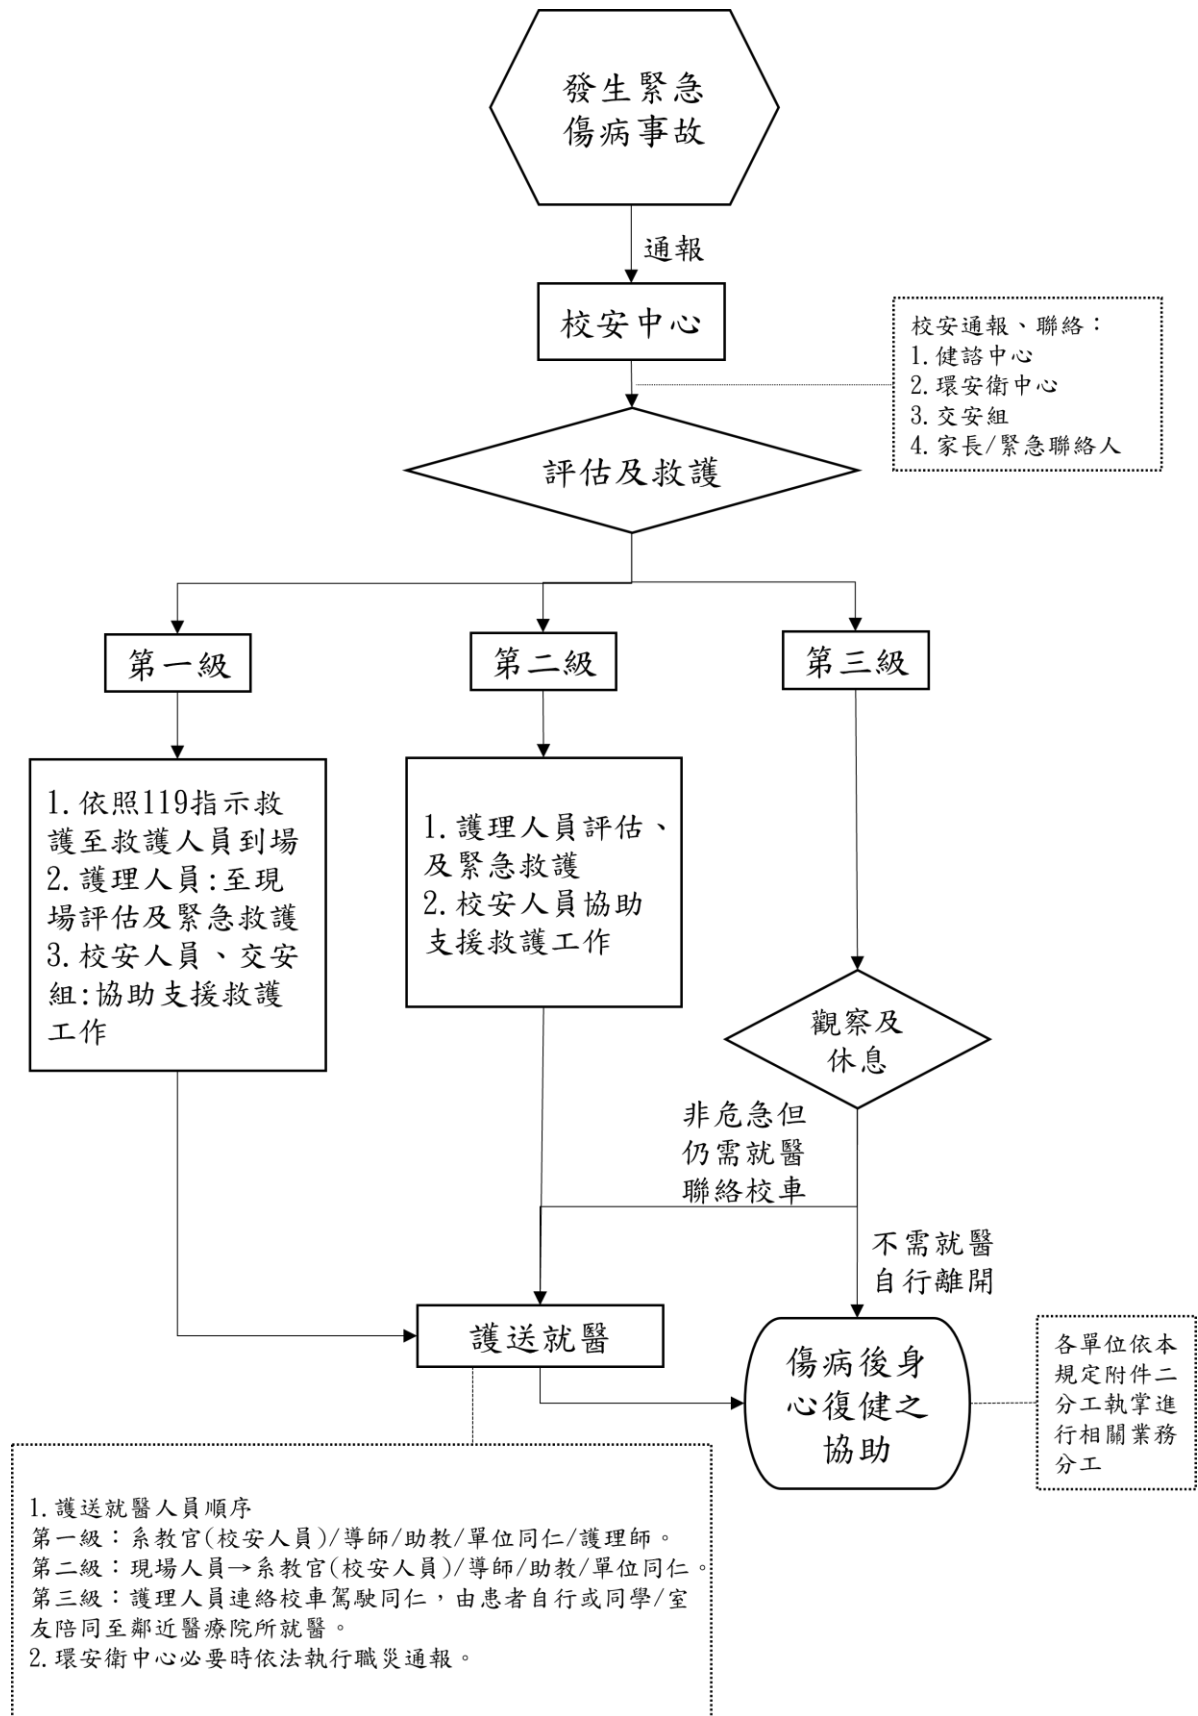 發生緊急
傷病事故
通報
校安中心
校安通報、聯絡：
1.健諮中心
2.環安衛中心
3.交安組
4.家長/緊急聯絡人
評估及救護
第一級
第二級
第三級
1.依照119指示救
護至救護人員到場
2.護理人員:至現
場評估及緊急救護
3.校安人員、交安
組:協助支援救護
工作
1.護理人員評估、
及緊急救護
2.校安人員協助
支援救護工作
觀察及
休息
非危急但
仍需就醫
聯絡校車
不需就醫
自行離開
護送就醫
傷病後身
心復健之
協助
各單位依本
規定附件二
分工執掌進
行相關業務
分工
1.護送就醫人員順序
第一級：系教官(校安人員)/導師/助教/單位同仁/護理師。
第二級：現場人員→系教官(校安人員)/導師/助教/單位同仁。
第三級：護理人員連絡校車駕駛同仁，由患者自行或同學/室
友陪同至鄰近醫療院所就醫。
2.環安衛中心必要時依法執行職災通報。